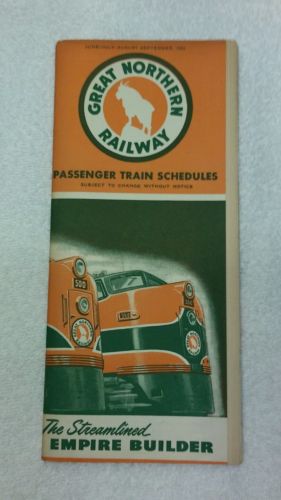 GREAT NORTHERN
RAILWAY
PASSENGER TRAIN SCHEDULES
SUBJECT TO CHANGE WITHOUT NOTICE
500
The Streamlined
EMPIRE BUILDER